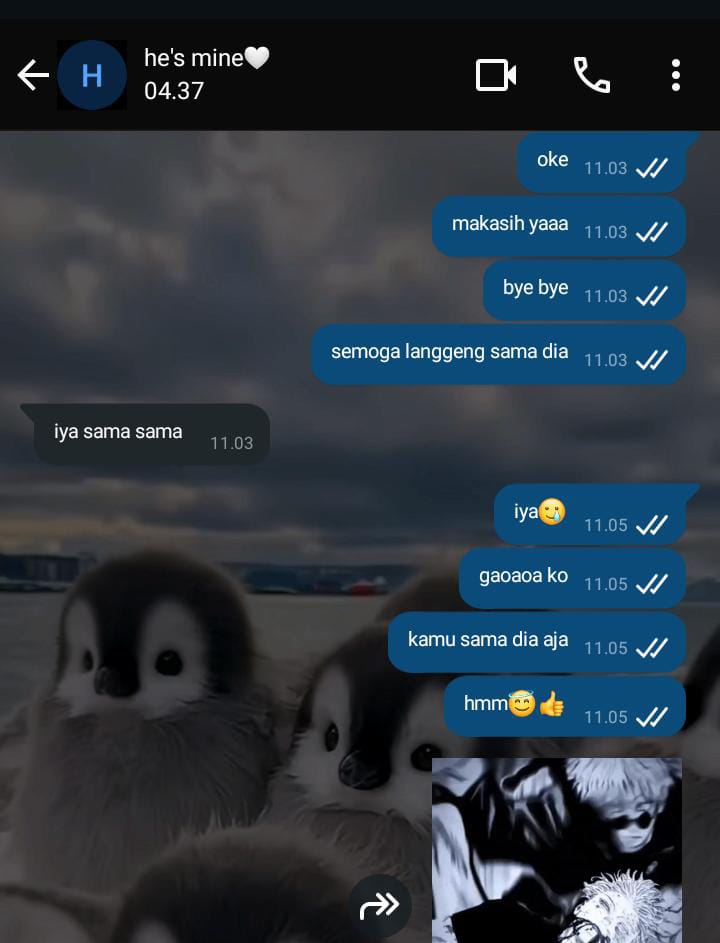 H
he's mine🤍
04.37
oke 11.03
makasih yaaa 11.03
bye bye 11.03
semoga langgeng sama dia 11.03
iya sama sama 11.03
iya🥲 11.05
gaoaoa ko 11.05
kamu sama dia aja 11.05
hmm😇👍 11.05